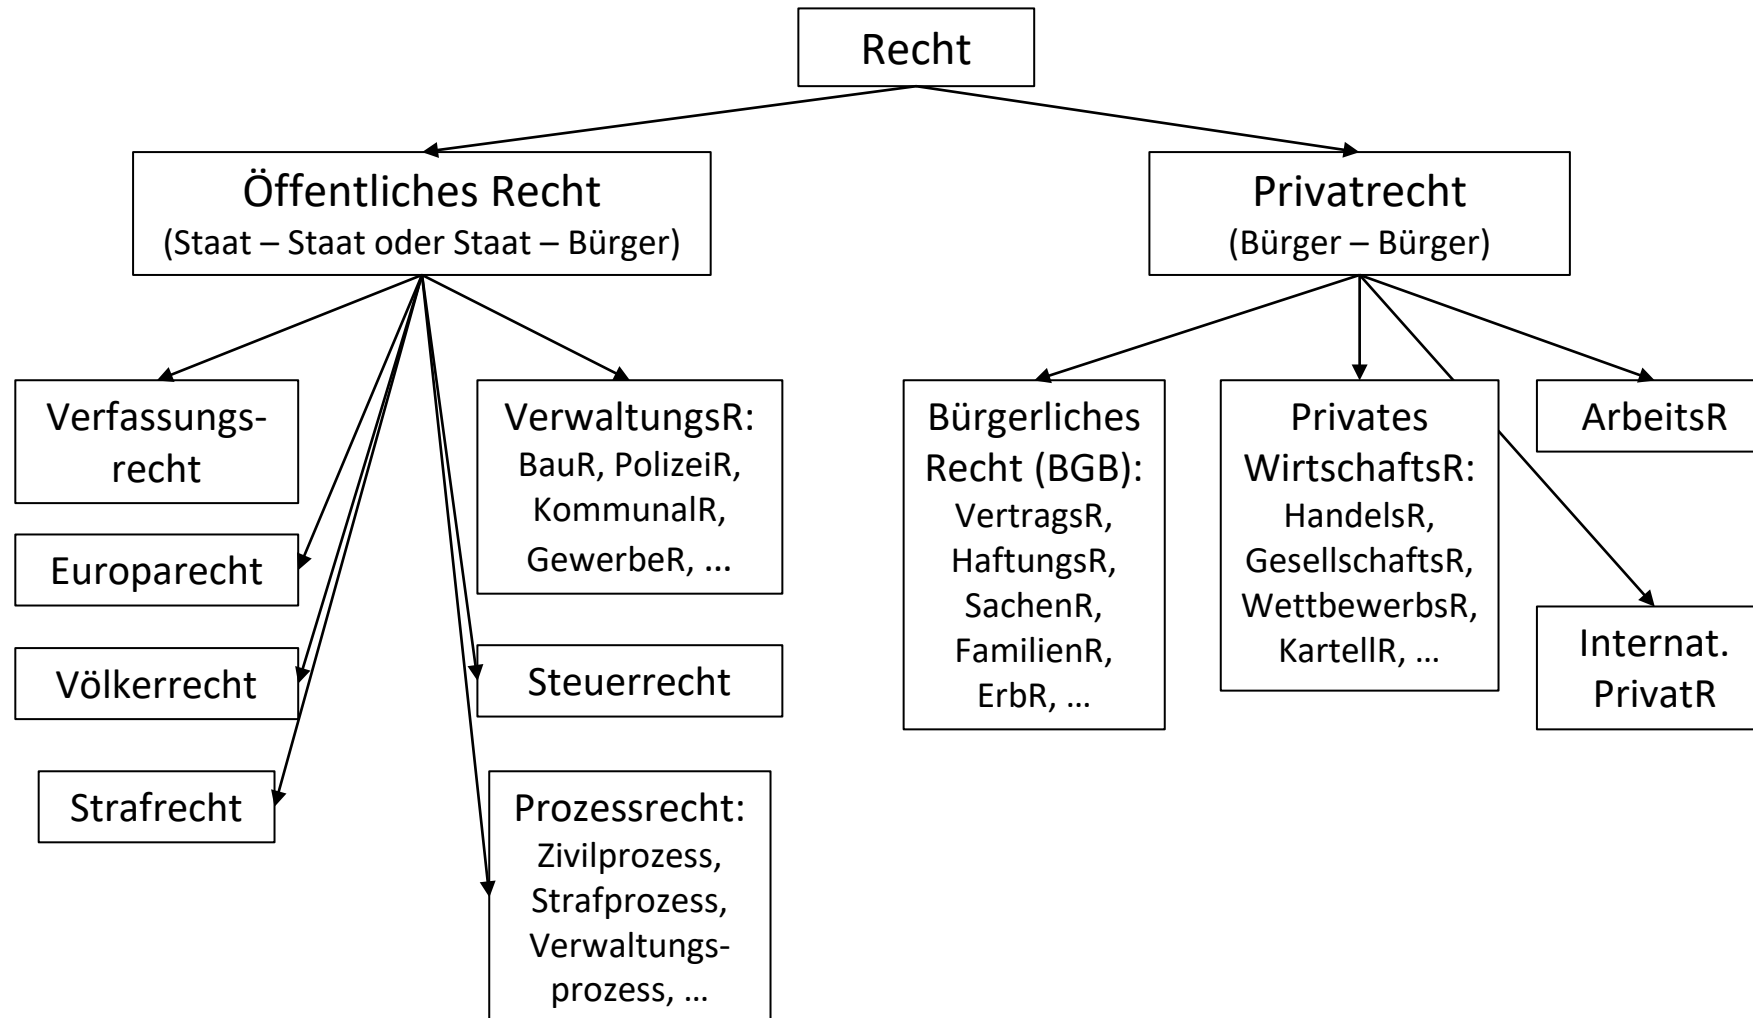 Recht
Öffentliches Recht
(Staat – Staat oder Staat – Bürger)
Privatrecht
(Bürger – Bürger)
Verfassungs-
recht
Europarecht
Völkerrecht
Strafrecht
VerwaltungsR:
BauR, PolizeiR,
KommunalR,
GewerbeR, ...
Steuerrecht
Prozessrecht:
Zivilprozess,
Strafprozess,
Verwaltungs-
prozess, ...
Bürgerliches
Recht (BGB):
VertragsR,
HaftungsR,
SachenR,
FamilienR,
ErbR, ...
Privates
WirtschaftsR:
HandelsR,
GesellschaftsR,
WettbewerbsR,
KartellR, ...
ArbeitsR
Internat.
PrivatR